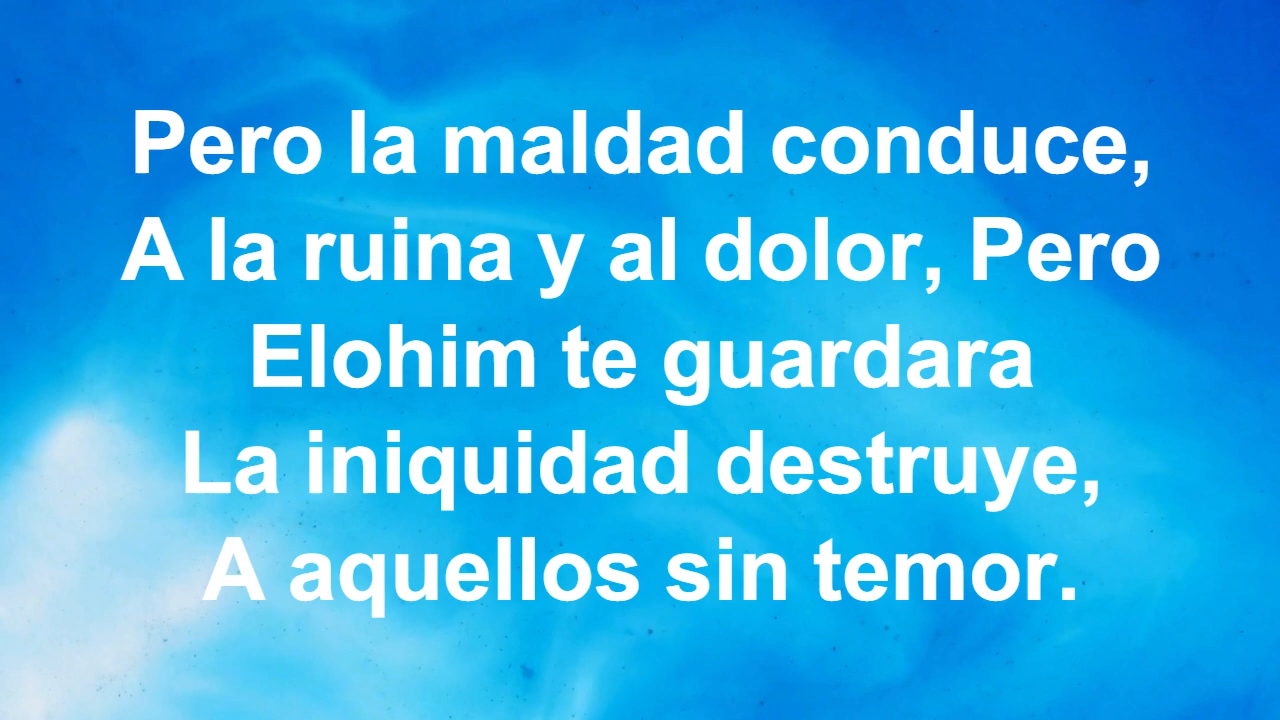 Pero la maldad conduce,
A la ruina y al dolor, Pero
Elohim te guardara
La iniquidad destruye,
A aquellos sin temor.